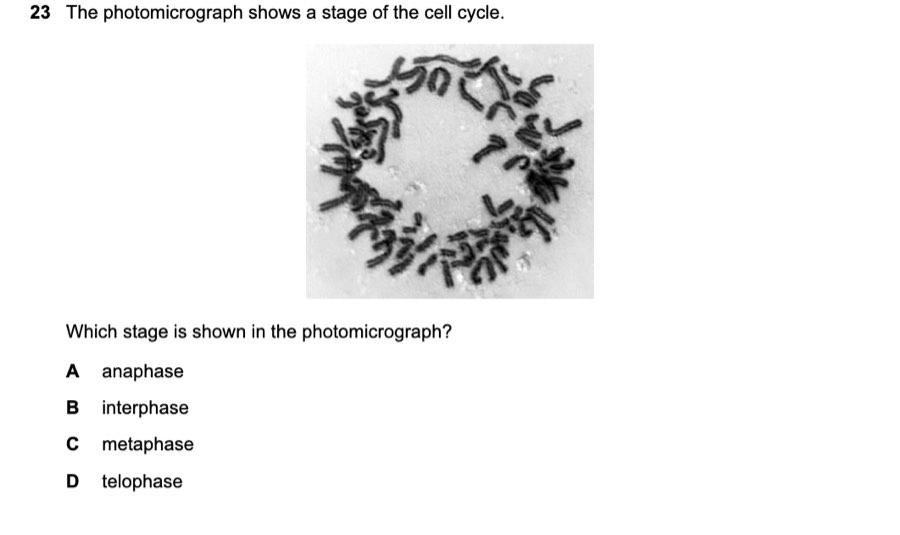 23 The photomicrograph shows a stage of the cell cycle.
Which stage is shown in the photomicrograph?
A anaphase
B interphase
C metaphase
D telophase